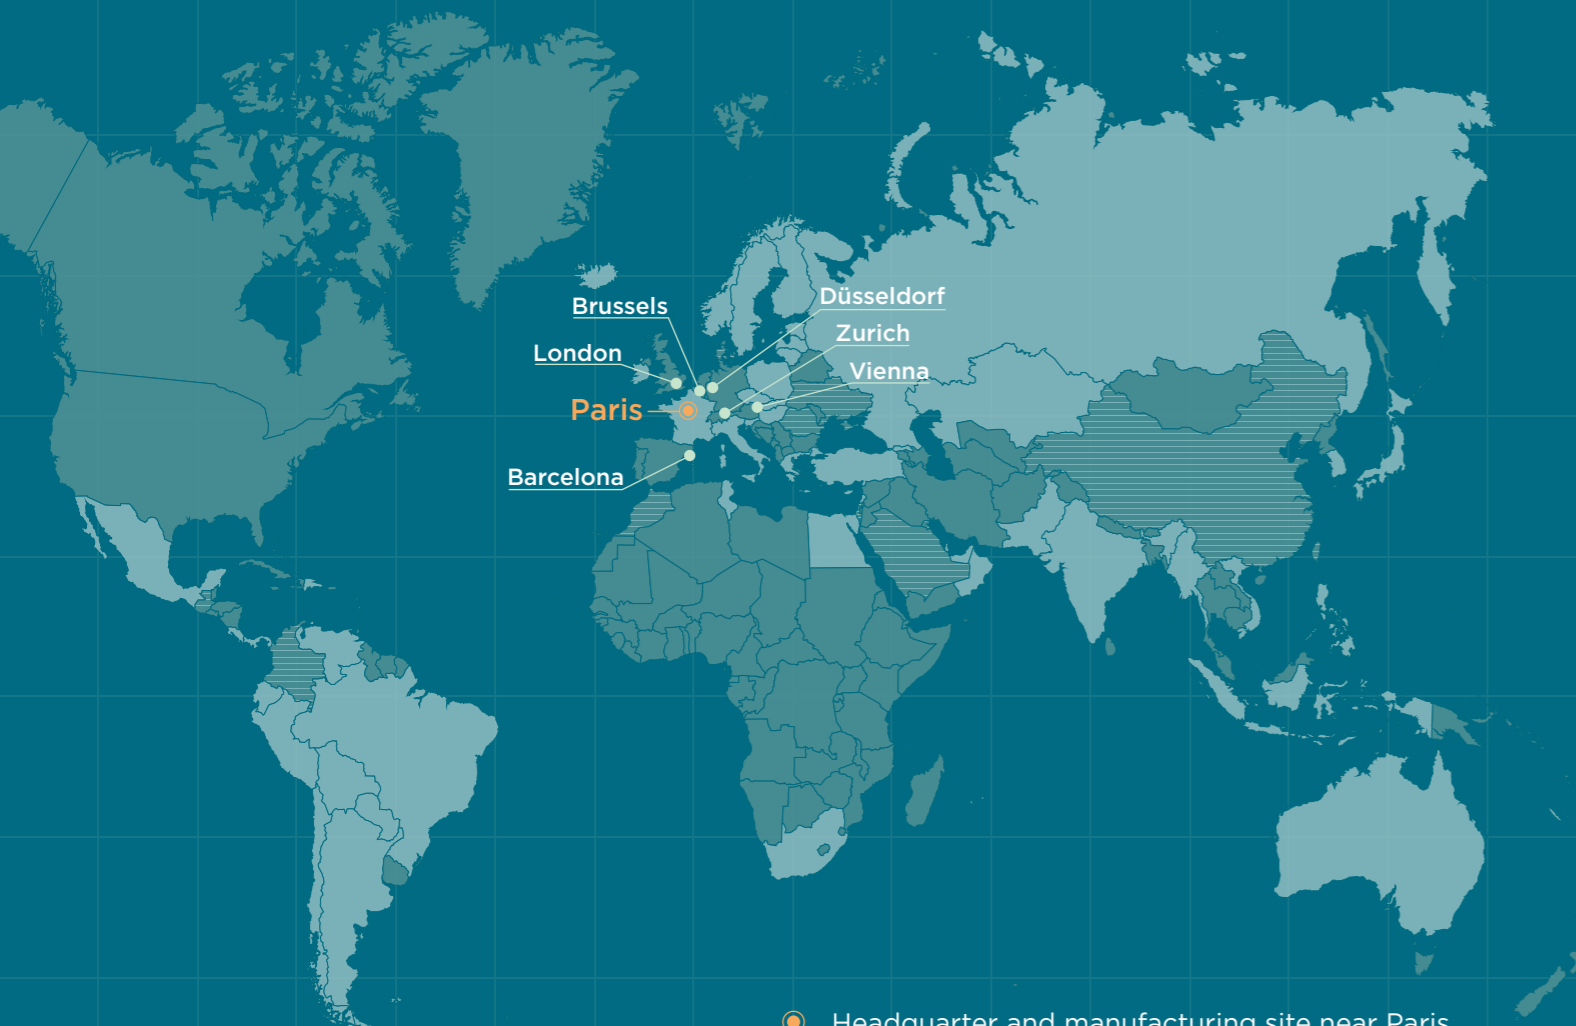 Brussels
Düsseldorf
Zurich
London
Vienna
Paris
Barcelona
Headquarter and manufacturing site near Paris